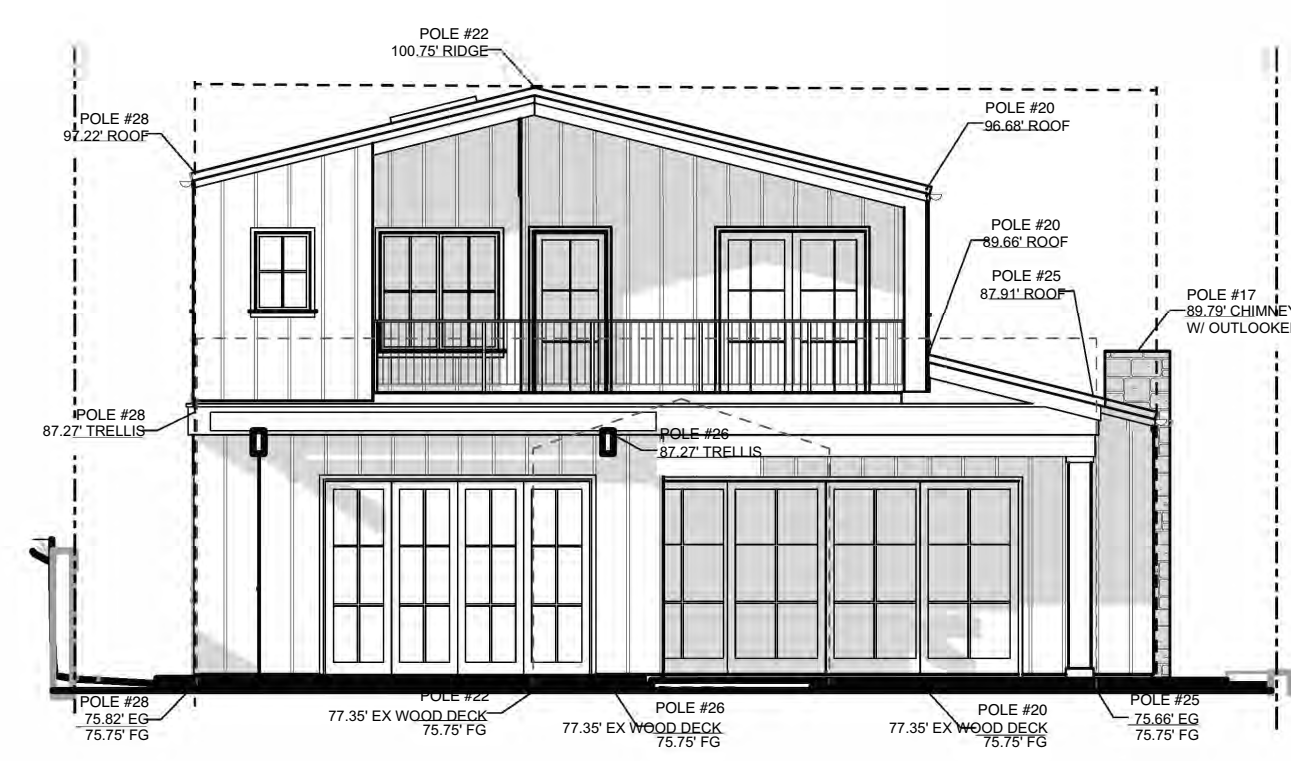 POLE #22
100.75' RIDGE
POLE #28
97.22' ROOF
POLE #20
96.68' ROOF
POLE #20
89.66' ROOF
POLE #25
87.91' ROOF
POLE #17
89.79' CHIMNEY
W/ OUTLOOKE
POLE #28
87.27' TRELLIS
POLE #26
87.27' TRELLIS
POLE #28
75.82' EG
75.75' FG
POLE #22
77.35' EX WOOD DECK
75.75' FG
POLE #26
77.35' EX WOOD DECK
75.75' FG
POLE #20
77.35' EX WOOD DECK
75.75' FG
POLE #25
75.66' EG
75.75' FG